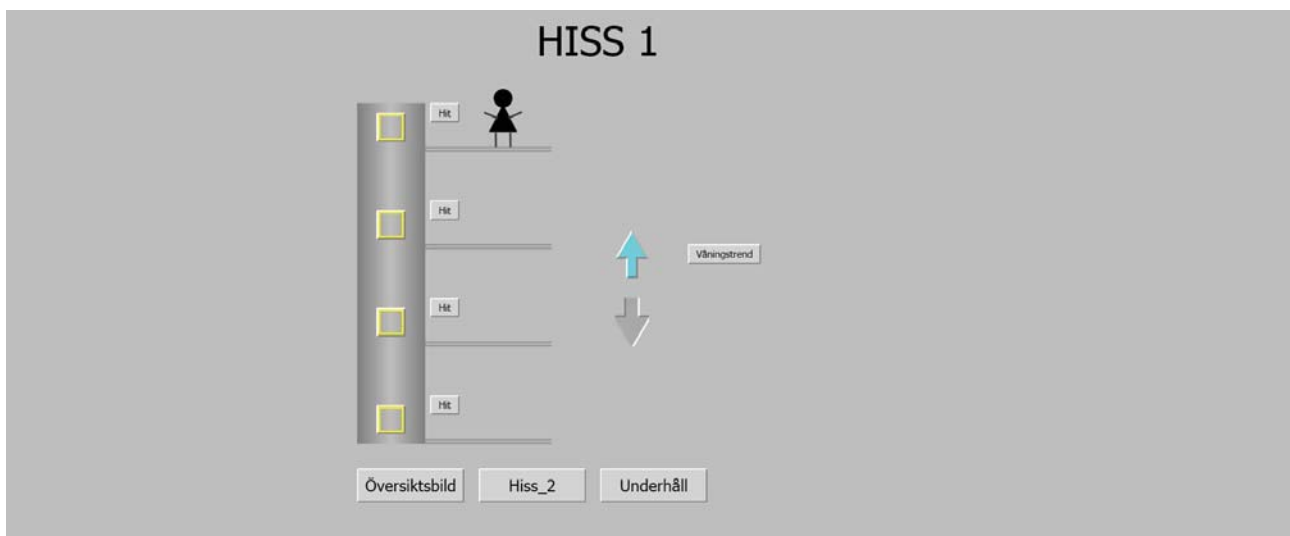 HISS 1
Hit
Hit
Våningstrend
Hit
Hit
Översiktsbild
Hiss_2
Underhåll